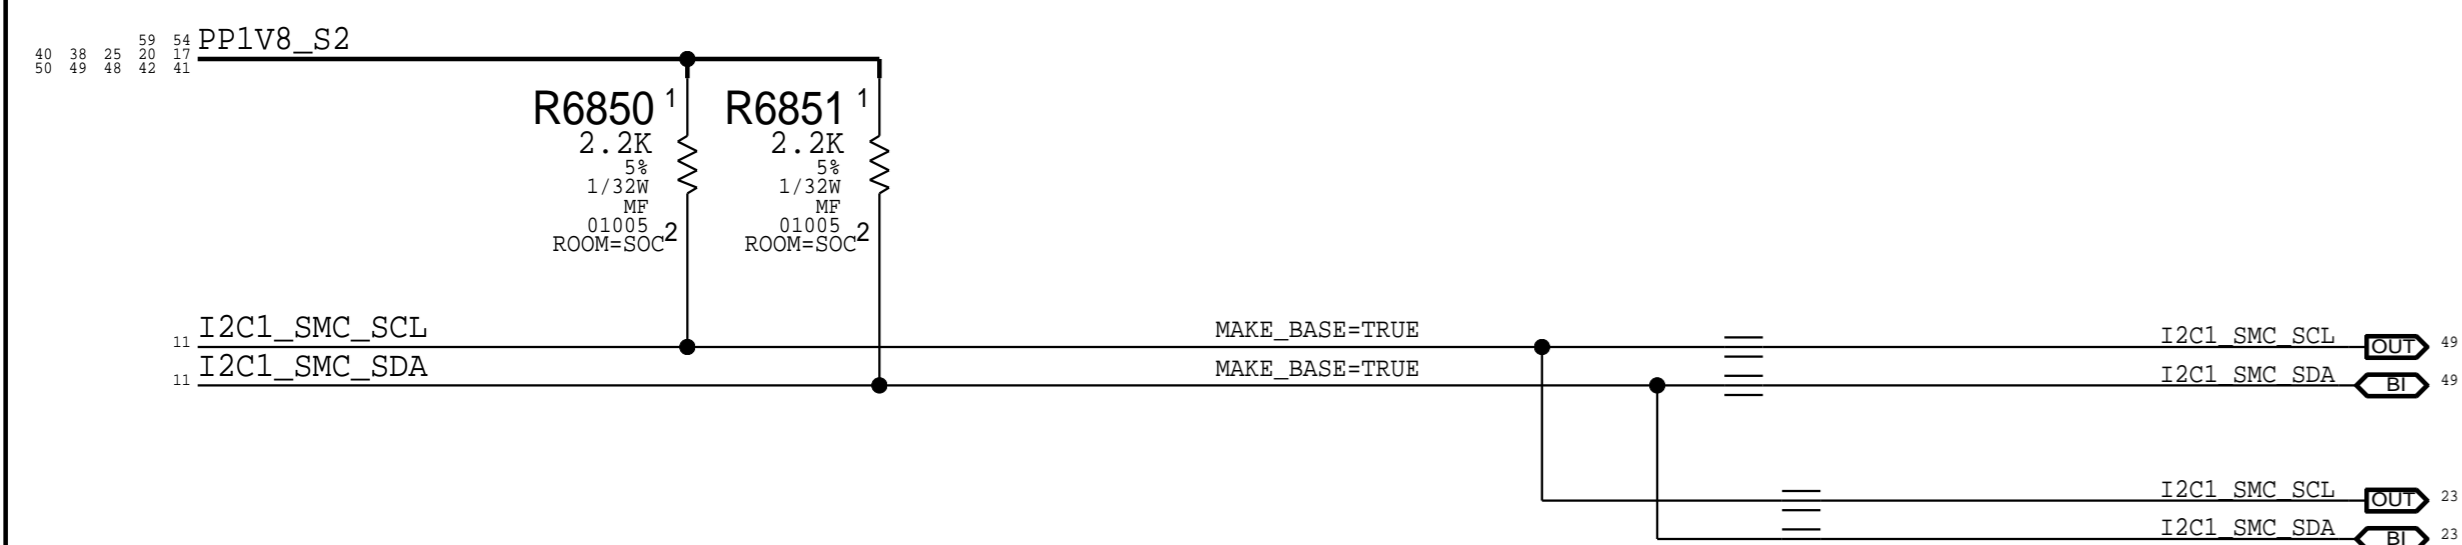 59 54 PP1V8_S2
40 38 25 20 17
50 49 48 42 41
R6850 1
2.2K
5%
1/32W
MF
01005
ROOM=SOC 2
R6851 1
2.2K
5%
1/32W
MF
01005
ROOM=SOC 2
11 I2C1_SMC_SCL
MAKE_BASE=TRUE
I2C1_SMC_SCL OUT 49
11 I2C1_SMC_SDA
MAKE_BASE=TRUE
I2C1_SMC_SDA BI 49
I2C1_SMC_SCL OUT 23
I2C1_SMC_SDA BI 23